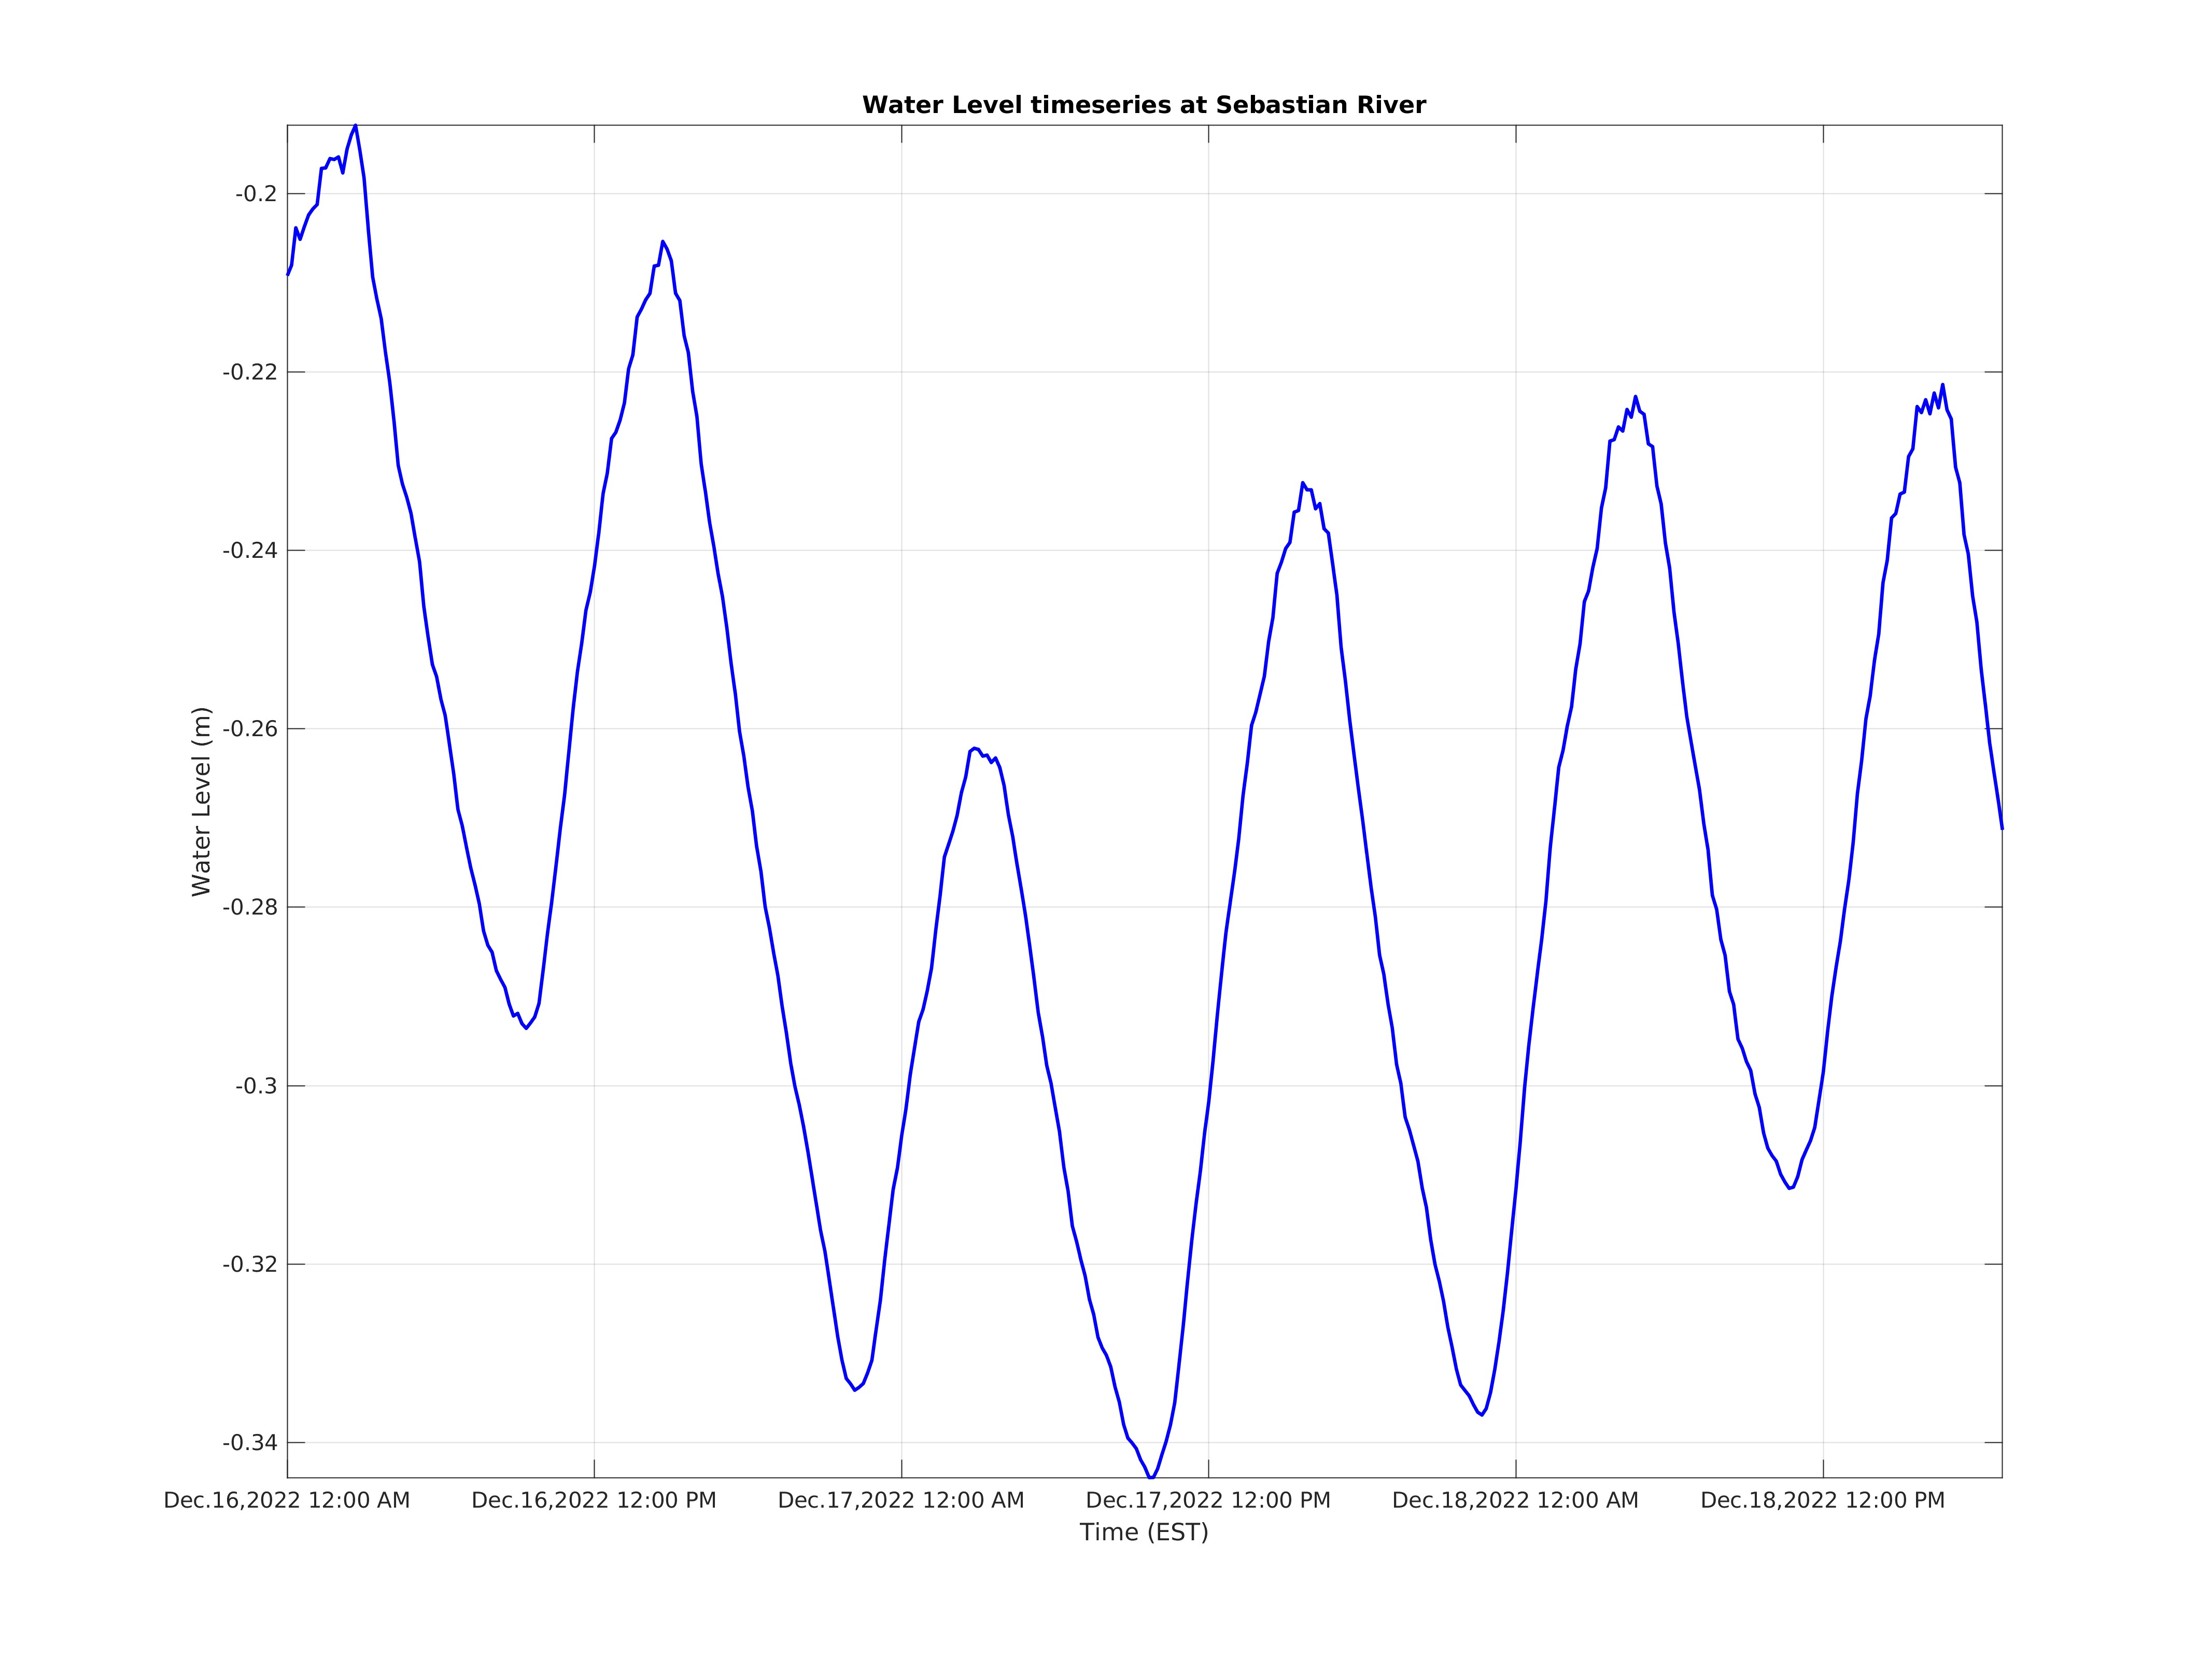 Water Level timeseries at Sebastian River
Water Level (m)
-0.2
-0.22
-0.24
-0.26
-0.28
-0.3
-0.32
-0.34
Dec.16,2022 12:00 AM
Dec.16,2022 12:00 PM
Dec.17,2022 12:00 AM
Dec.17,2022 12:00 PM
Dec.18,2022 12:00 AM
Dec.18,2022 12:00 PM
Time (EST)